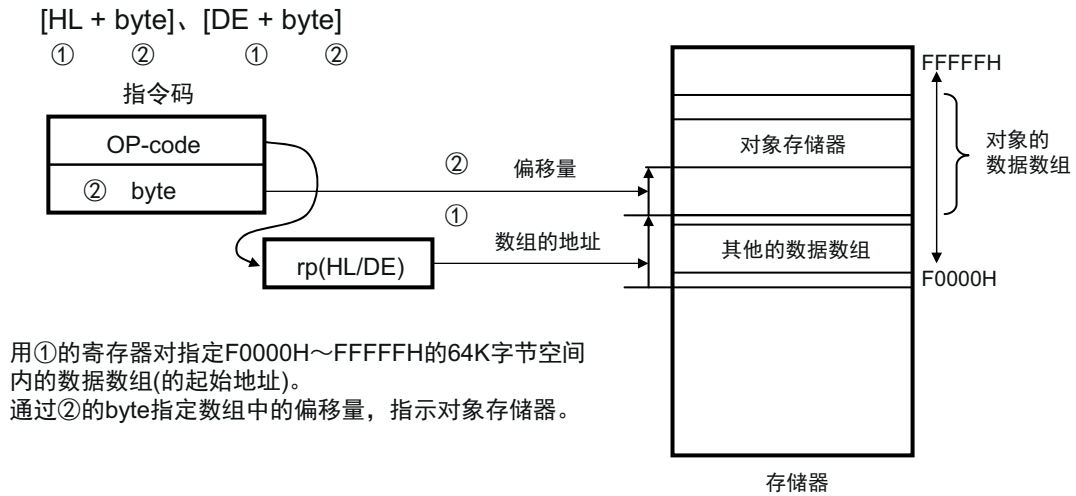 [HL + byte]、[DE + byte]
① ② ① ②
指令码
OP-code
② byte
② 偏移量
① 数组的地址
rp(HL/DE)
FFFFFH
对象存储器
对象的
数据数组
其他的数据数组
F0000H
用①的寄存器对指定F0000H～FFFFFH的64K字节空间
内的数据数组(的起始地址)。
通过②的byte指定数组中的偏移量，指示对象存储器。
存储器